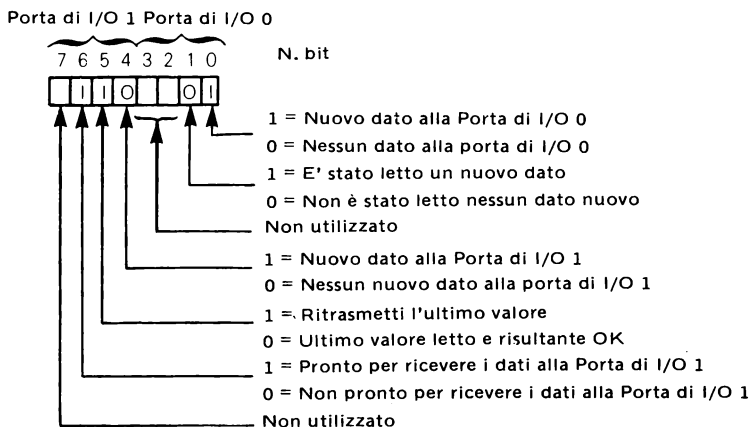 Porta di I/O 1 Porta di I/O 0
7 6 5 4 3 2 1 0 N. bit
1 1 0 0 1
1 = Nuovo dato alla Porta di I/O 0
0 = Nessun dato alla porta di I/O 0
1 = E' stato letto un nuovo dato
0 = Non è stato letto nessun dato nuovo
Non utilizzato
1 = Nuovo dato alla Porta di I/O 1
0 = Nessun nuovo dato alla porta di I/O 1
1 = Ritrasmetti l'ultimo valore
0 = Ultimo valore letto e risultante OK
1 = Pronto per ricevere i dati alla Porta di I/O 1
0 = Non pronto per ricevere i dati alla Porta di I/O 1
Non utilizzato